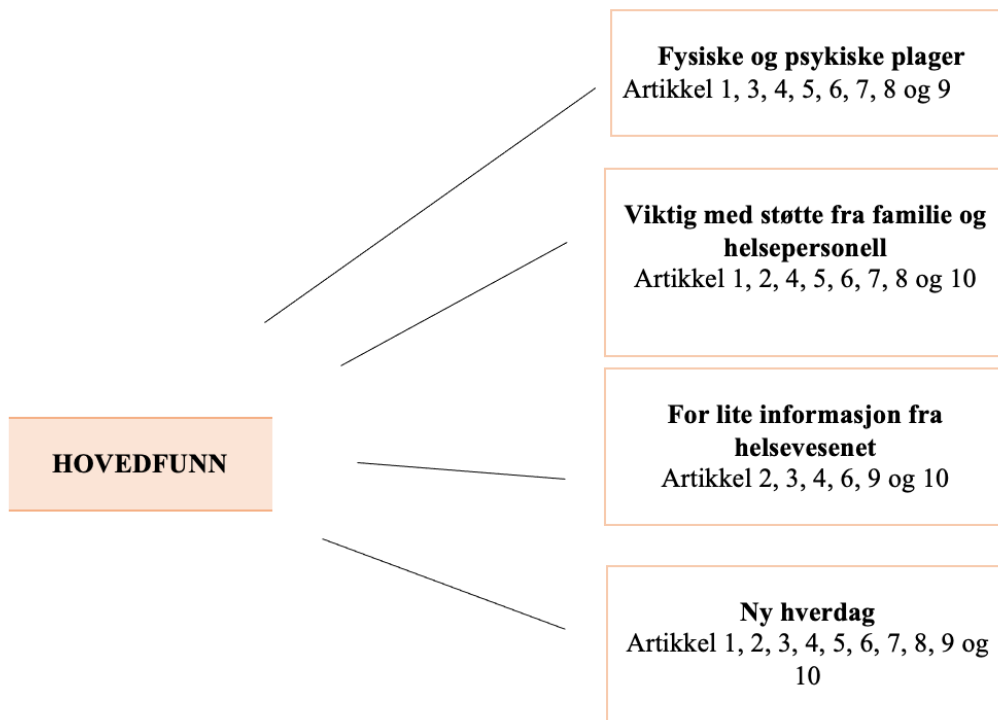 Fysiske og psykiske plager
Artikkel 1, 3, 4, 5, 6, 7, 8 og 9
Viktig med støtte fra familie og
helsepersonell
Artikkel 1, 2, 4, 5, 6, 7, 8 og 10
HOVEDFUNN
For lite informasjon fra
helsevesenet
Artikkel 2, 3, 4, 6, 9 og 10
Ny hverdag
Artikkel 1, 2, 3, 4, 5, 6, 7, 8, 9 og
10